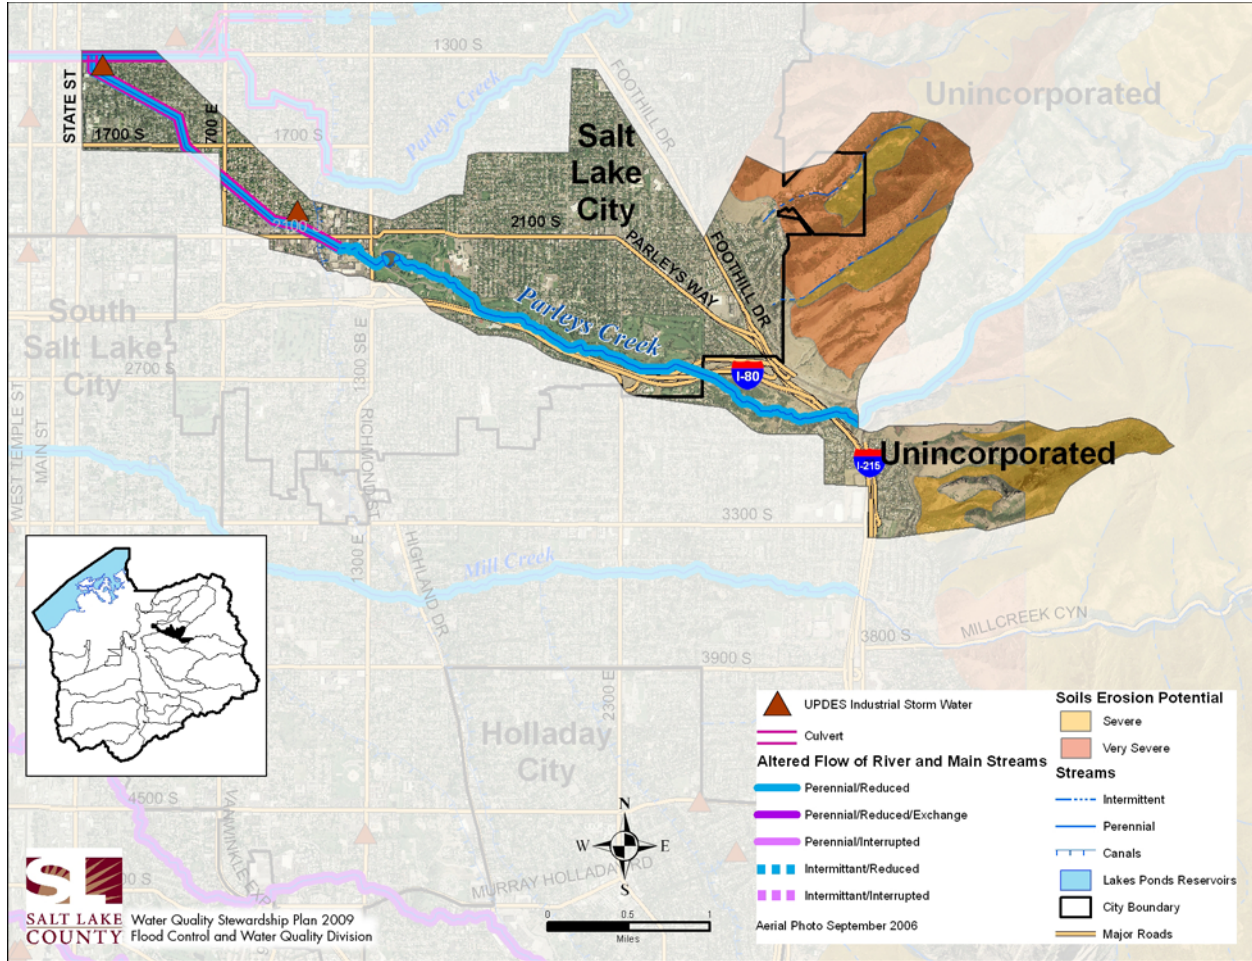 1300 S
FOOTHILL DR
Unincorporated
STATE ST
700 E
1700 S
1700 S
Parleys Creek
Salt
Lake
City
2100
2100 S
PARLEYS WAY
FOOTHILL DR
Parleys Creek
South
Salt Lake
City
2700 S
1300 SB E
I-80
WEST TEMPLE ST
MAIN ST
RICHMOND ST
Unincorporated
I-215
3300 S
1300 E
HIGHLAND DR
Mill Creek
MILLCREEK CYN
3800 S
3900 S
2300 E
Holladay
City
4500 S
VANWINKLE EXP
MURRAY HOLLADAY RD
N
W
E
S
0 0.5 1
Miles
UPDES Industrial Storm Water
Culvert
Altered Flow of River and Main Streams
Perennial/Reduced
Perennial/Reduced/Exchange
Perennial/Interrupted
Intermittant/Reduced
Intermittant/Interrupted
Aerial Photo September 2006
Soils Erosion Potential
Severe
Very Severe
Streams
Intermittent
Perennial
Canals
Lakes Ponds Reservoirs
City Boundary
Major Roads
SL
SALT LAKE
COUNTY
Water Quality Stewardship Plan 2009
Flood Control and Water Quality Division